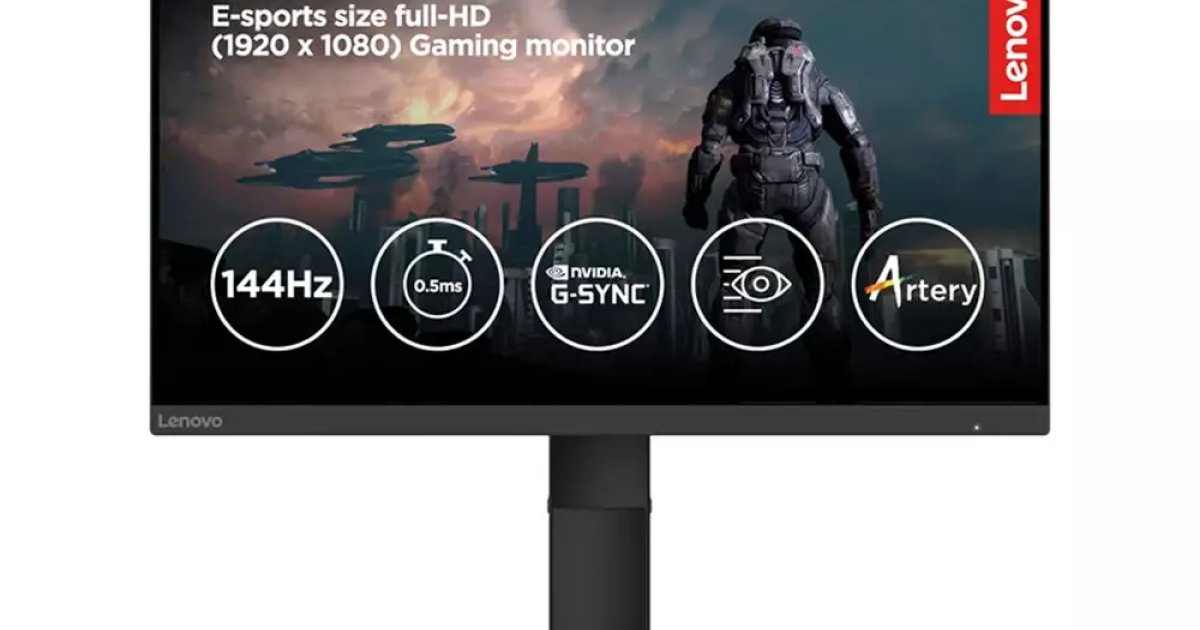 E-sports size full-HD
(1920 x 1080) Gaming monitor
Lenovo
144Hz
0.5ms
NVIDIA.
G-SYNC
Artery
Lenovo